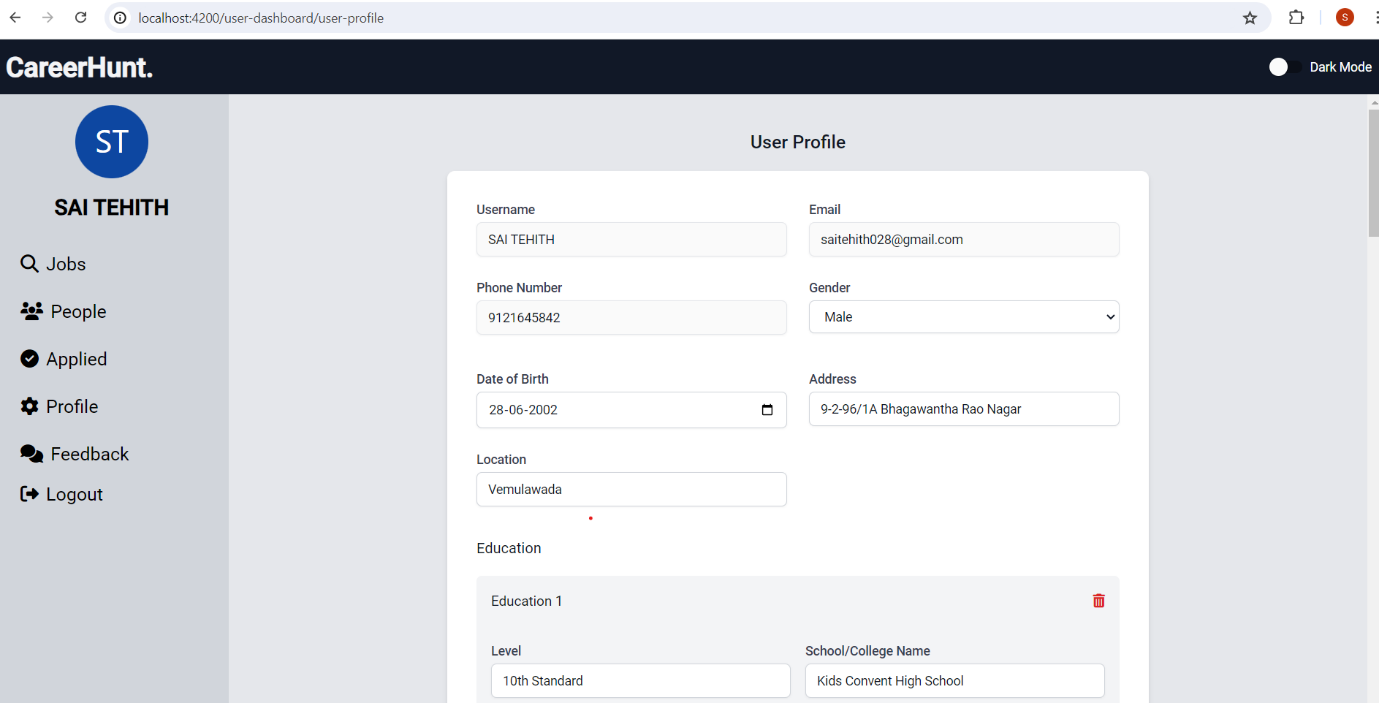 localhost:4200/user-dashboard/user-profile
S
CareerHunt.
Dark Mode
ST
SAI TEHITH
Jobs
People
Applied
Profile
Feedback
Logout
User Profile
Username
Email
SAI TEHITH
saitehith028@gmail.com
Phone Number
Gender
9121645842
Male
Date of Birth
Address
28-06-2002
9-2-96/1A Bhagawantha Rao Nagar
Location
Vemulawada
Education
Education 1
Level
School/College Name
10th Standard
Kids Convent High School